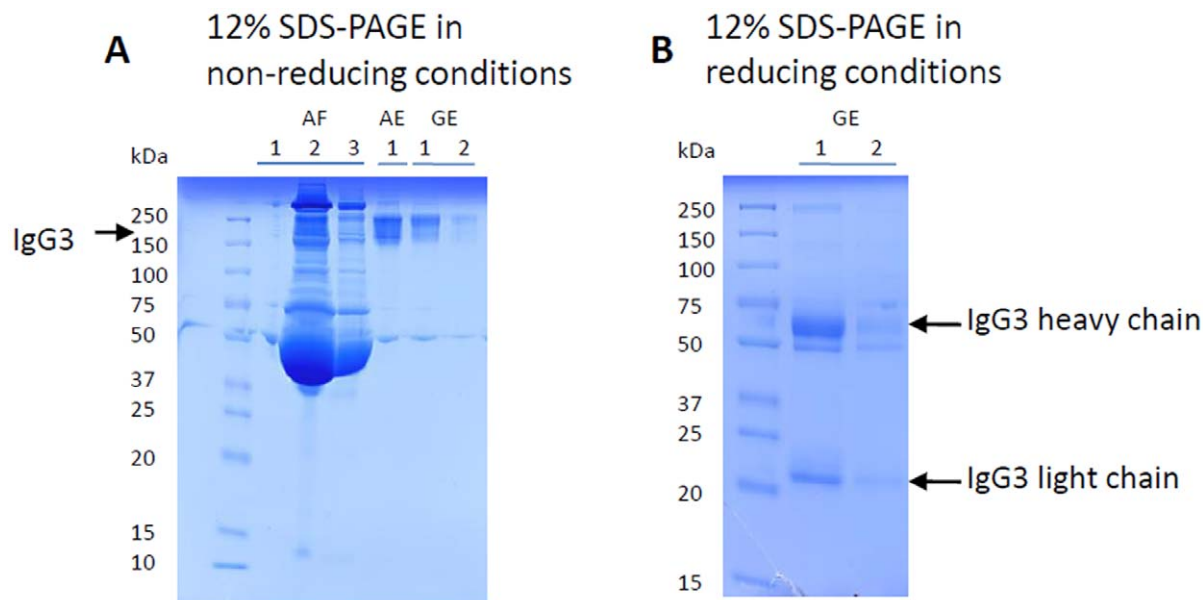 A
12% SDS-PAGE in
non-reducing conditions
AF AE GE
1 2 3 1 1 2
kDa
250
IgG3
150
100
75
50
37
25
20
15
10
B
12% SDS-PAGE in
reducing conditions
GE
1 2
kDa
250
150
100
75
IgG3 heavy chain
50
37
25
IgG3 light chain
20
15